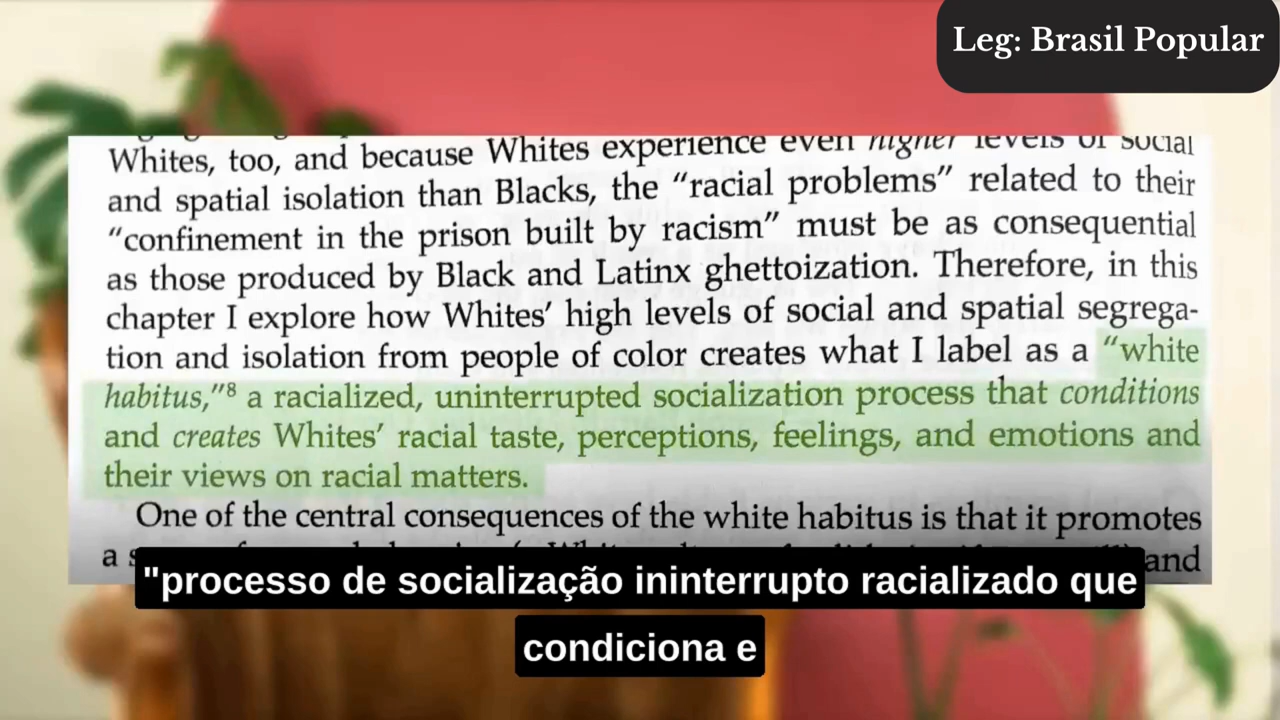 Leg: Brasil Popular
Whites, too, and because Whites experience even higher levels of social
and spatial isolation than Blacks, the “racial problems” related to their
“confinement in the prison built by racism” must be as consequential
as those produced by Black and Latinx ghettoization. Therefore, in this
chapter I explore how Whites’ high levels of social and spatial segrega-
tion and isolation from people of color creates what I label as a “white
habitus,”8 a racialized, uninterrupted socialization process that conditions
and creates Whites’ racial taste, perceptions, feelings, and emotions and
their views on racial matters.
One of the central consequences of the white habitus is that it promotes
a and
"processo de socialização ininterrupto racializado que
condiciona e